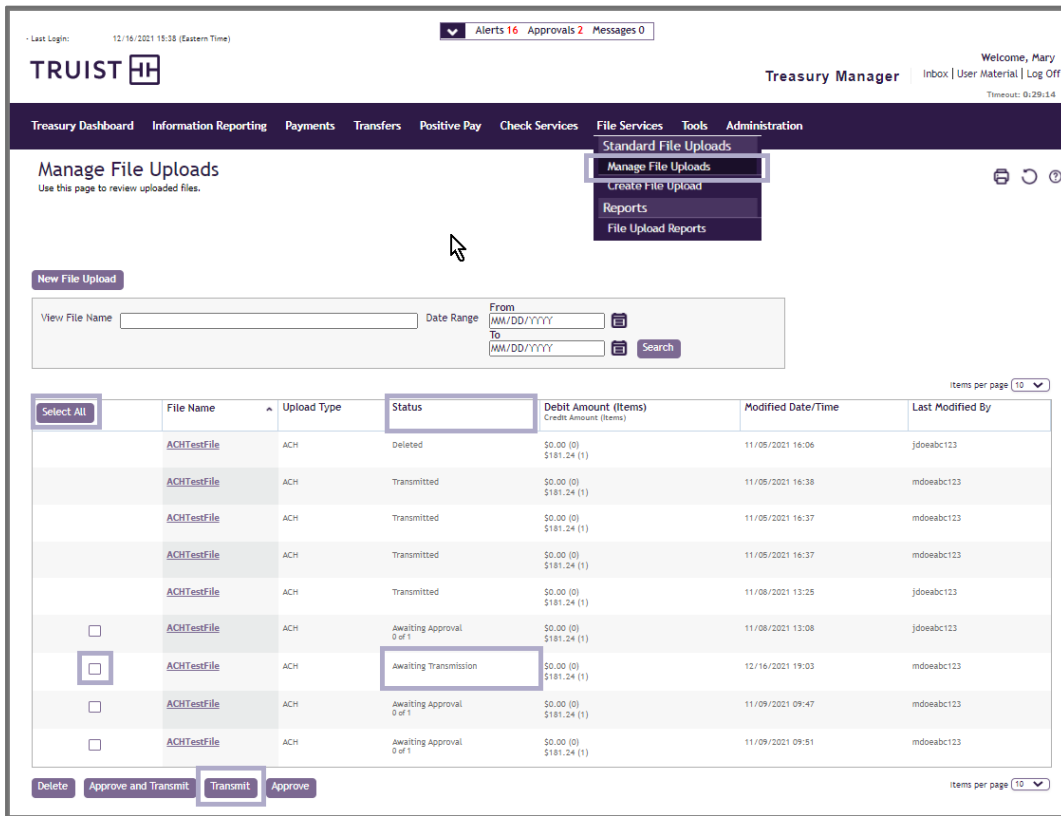 Alerts 16 Approvals 2 Messages 0
- Last Login: 12/16/2021 15:38 (Eastern Time)
TRUIST
Welcome, Mary
Treasury Manager Inbox | User Material | Log Off
Timeout: 0:29:14
Treasury Dashboard Information Reporting Payments Transfers Positive Pay Check Services File Services Tools Administration
Standard File Uploads
Manage File Uploads
Create File Upload
Reports
File Upload Reports
Manage File Uploads
Use this page to review uploaded files.
New File Upload
View File Name Date Range From
MM/DD/YYYY
To
MM/DD/YYYY Search
Items per page 10
Select All File Name Upload Type Status Debit Amount (Items) Modified Date/Time Last Modified By
Credit Amount (Items)
ACHTestFile ACH Deleted $0.00 (0) 11/05/2021 16:06 jdoeabc123
$181.24 (1)
ACHTestFile ACH Transmitted $0.00 (0) 11/05/2021 16:38 mdoeabc123
$181.24 (1)
ACHTestFile ACH Transmitted $0.00 (0) 11/05/2021 16:37 mdoeabc123
$181.24 (1)
ACHTestFile ACH Transmitted $0.00 (0) 11/05/2021 16:37 mdoeabc123
$181.24 (1)
ACHTestFile ACH Transmitted $0.00 (0) 11/08/2021 13:25 jdoeabc123
$181.24 (1)
ACHTestFile ACH Awaiting Approval $0.00 (0) 11/08/2021 13:08 jdoeabc123
0 of 1 $181.24 (1)
ACHTestFile ACH Awaiting Transmission $0.00 (0) 12/16/2021 19:03 mdoeabc123
$181.24 (1)
ACHTestFile ACH Awaiting Approval $0.00 (0) 11/09/2021 09:47 mdoeabc123
0 of 1 $181.24 (1)
ACHTestFile ACH Awaiting Approval $0.00 (0) 11/09/2021 09:51 mdoeabc123
0 of 1 $181.24 (1)
Delete Approve and Transmit Transmit Approve Items per page 10